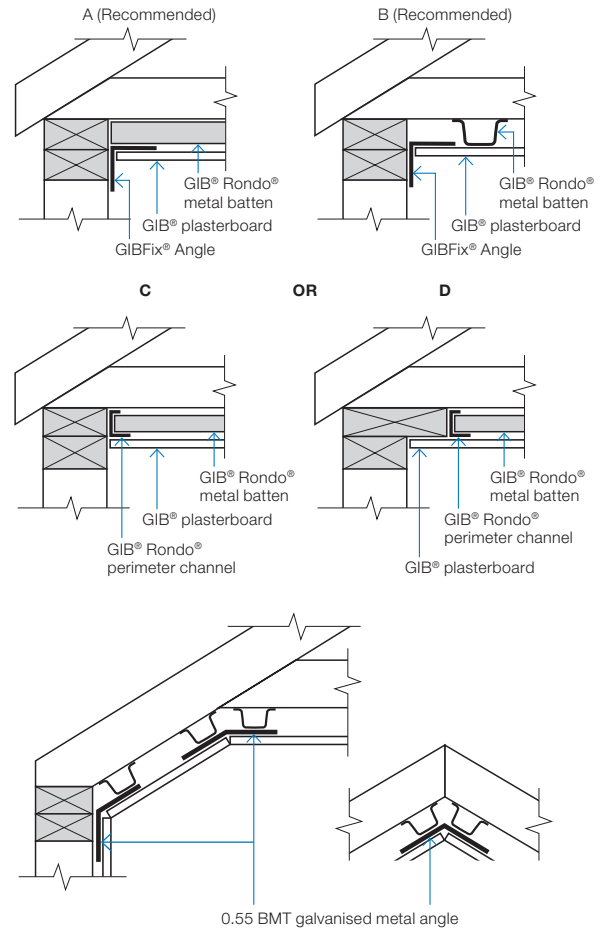 A (Recommended)
B (Recommended)
GIB® Rondo®
metal batten
GIB® plasterboard
GIBFix® Angle
GIB® Rondo®
metal batten
GIB® plasterboard
GIBFix® Angle
C
OR
D
GIB® Rondo®
metal batten
GIB® plasterboard
GIB® Rondo®
perimeter channel
GIB® Rondo®
metal batten
GIB® Rondo®
perimeter channel
GIB® plasterboard
0.55 BMT galvanised metal angle